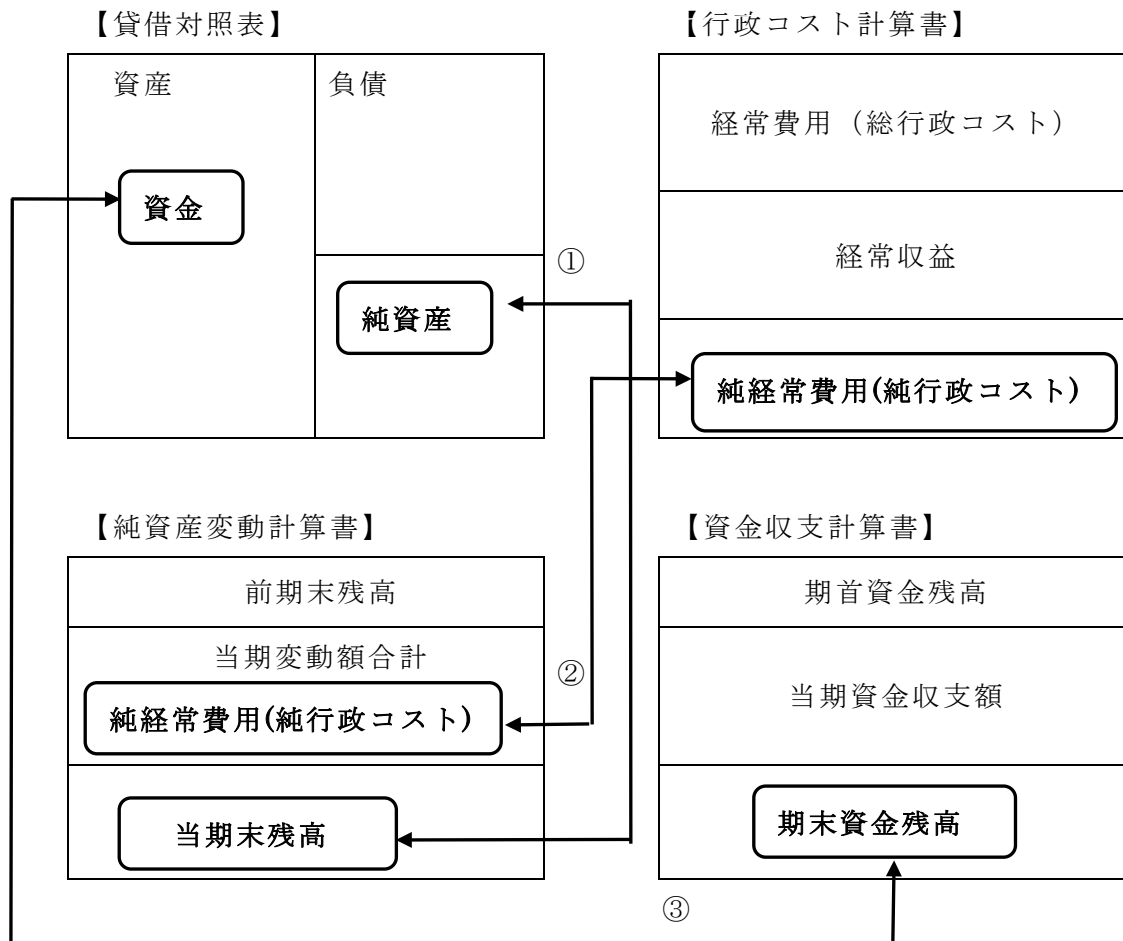 【貸借対照表】
資産
負債
資金
①
純資産
【行政コスト計算書】
経常費用（総行政コスト）
経常収益
純経常費用(純行政コスト)
【純資産変動計算書】
前期末残高
当期変動額合計
②
純経常費用(純行政コスト)
当期末残高
【資金収支計算書】
期首資金残高
当期資金収支額
期末資金残高
③